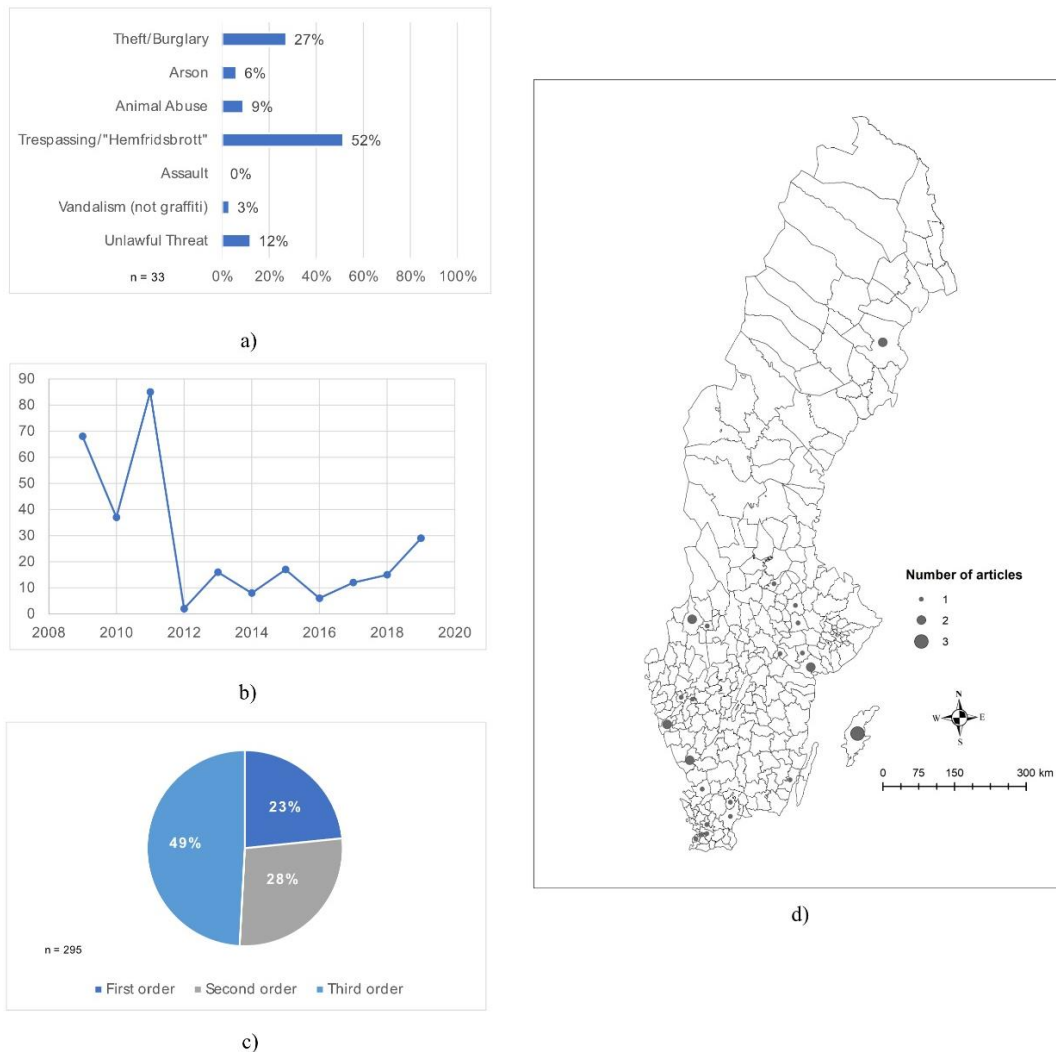 Theft/Burglary 27%
Arson 6%
Animal Abuse 9%
Trespassing/"Hemfridsbrott" 52%
Assault 0%
Vandalism (not graffiti) 3%
Unlawful Threat 12%
n = 33 0% 20% 40% 60% 80% 100%
a)
90
80
70
60
50
40
30
20
10
0
2008 2010 2012 2014 2016 2018 2020
b)
23%
49%
28%
n = 295
First order Second order Third order
c)
Number of articles
1
2
3
N
W E
S
0 75 150 300 km
d)